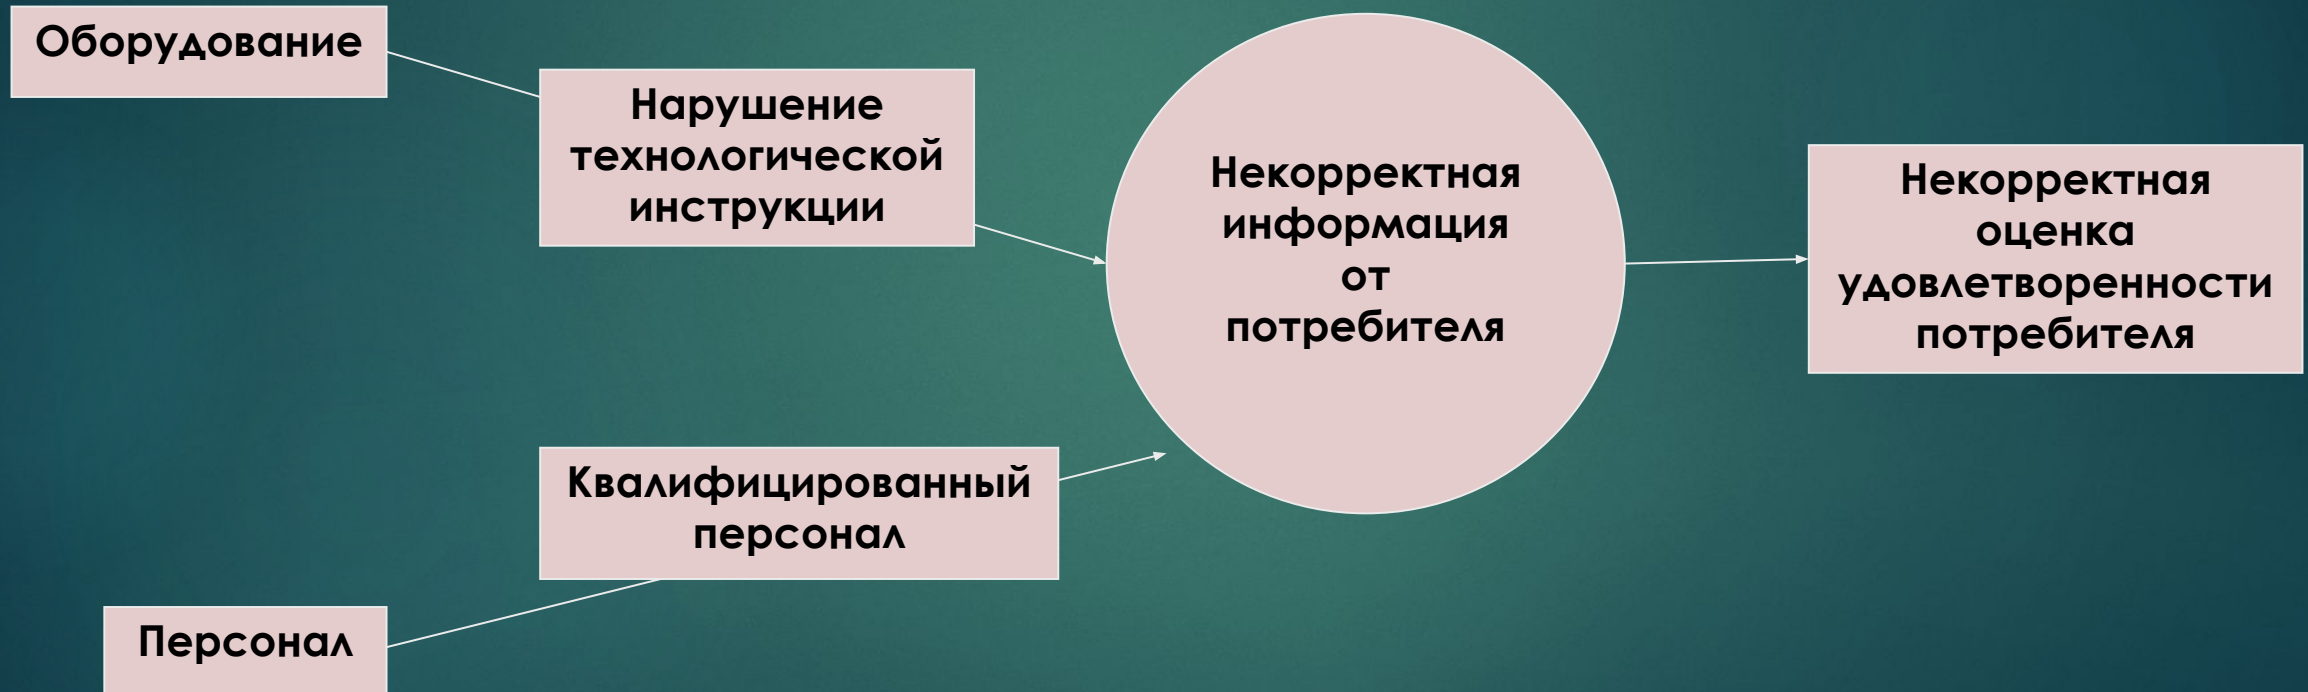 Оборудование
Нарушение
технологической
инструкции
Некорректная
информация
от
потребителя
Некорректная
оценка
удовлетворенности
потребителя
Квалифицированный
персонал
Персонал